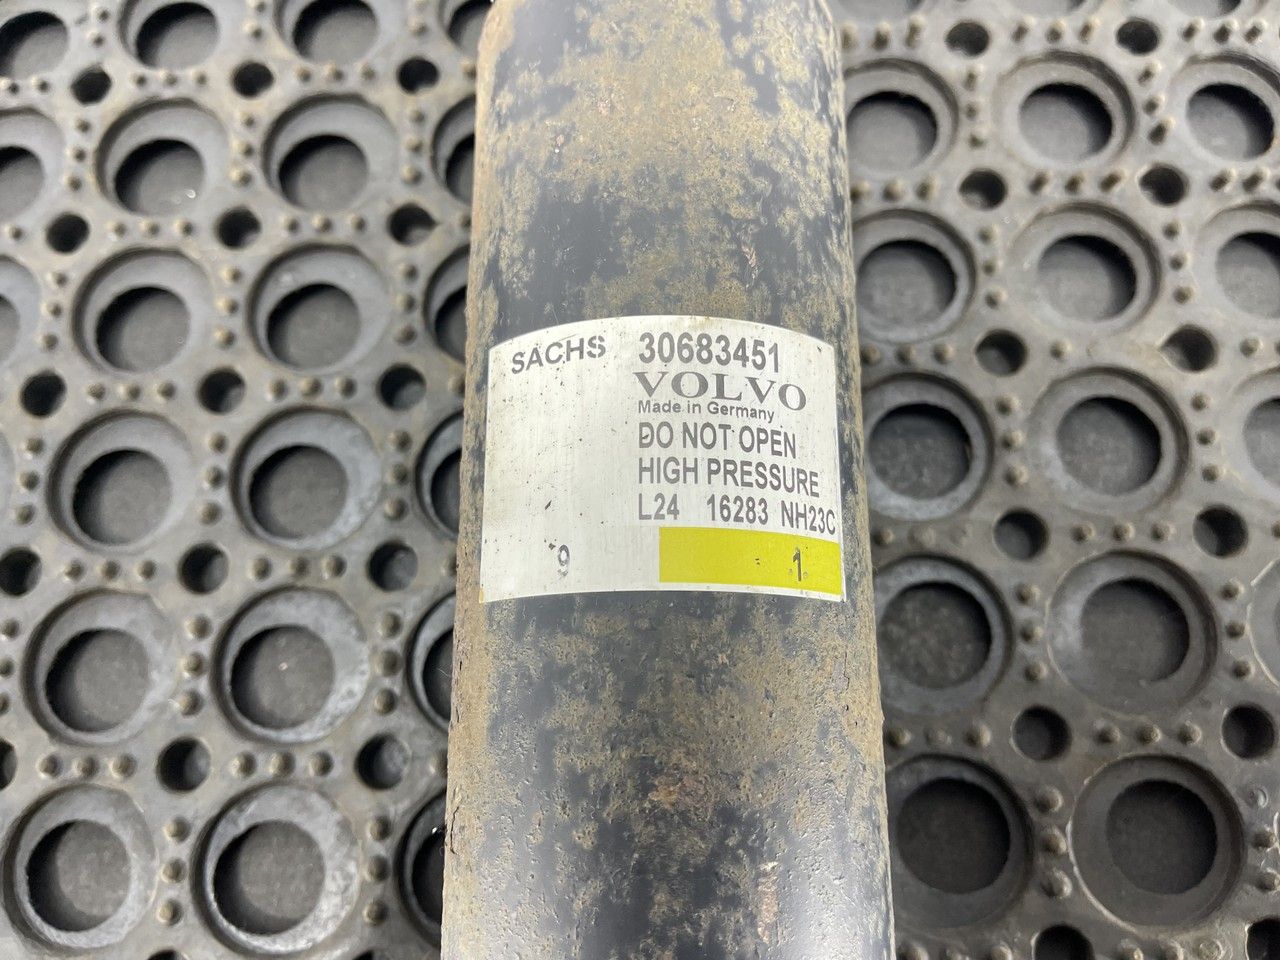 SACHS 30683451
VOLVO
Made in Germany
DO NOT OPEN
HIGH PRESSURE
L24 16283 NH23C
9 1